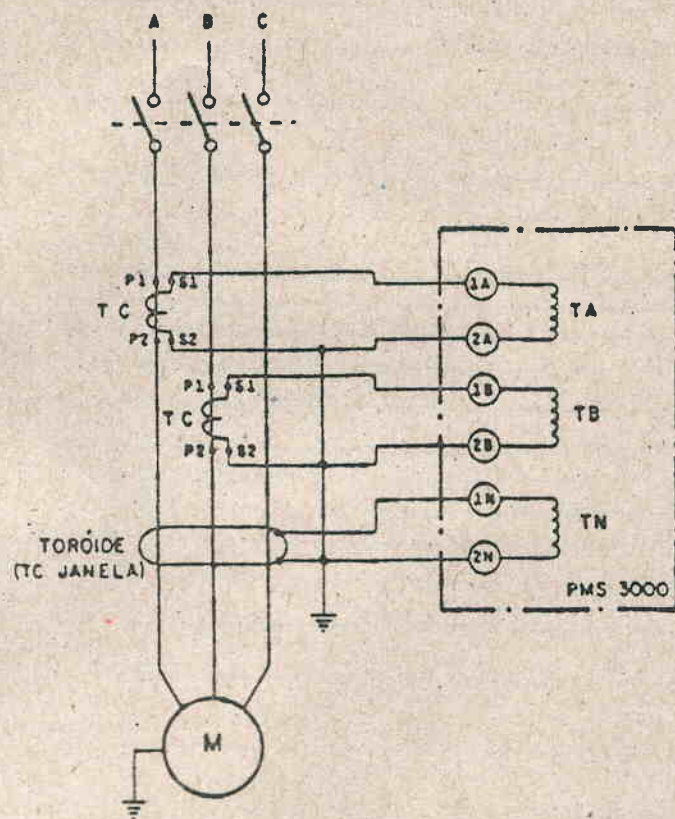 A B C
P1 S1
1A
TC
TA
P2 S2
2A
P1 S1
1B
TC
TB
P2 S2
2B
1N
TORÓIDE
(TC JANELA)
TN
2N
PMS 3000
M